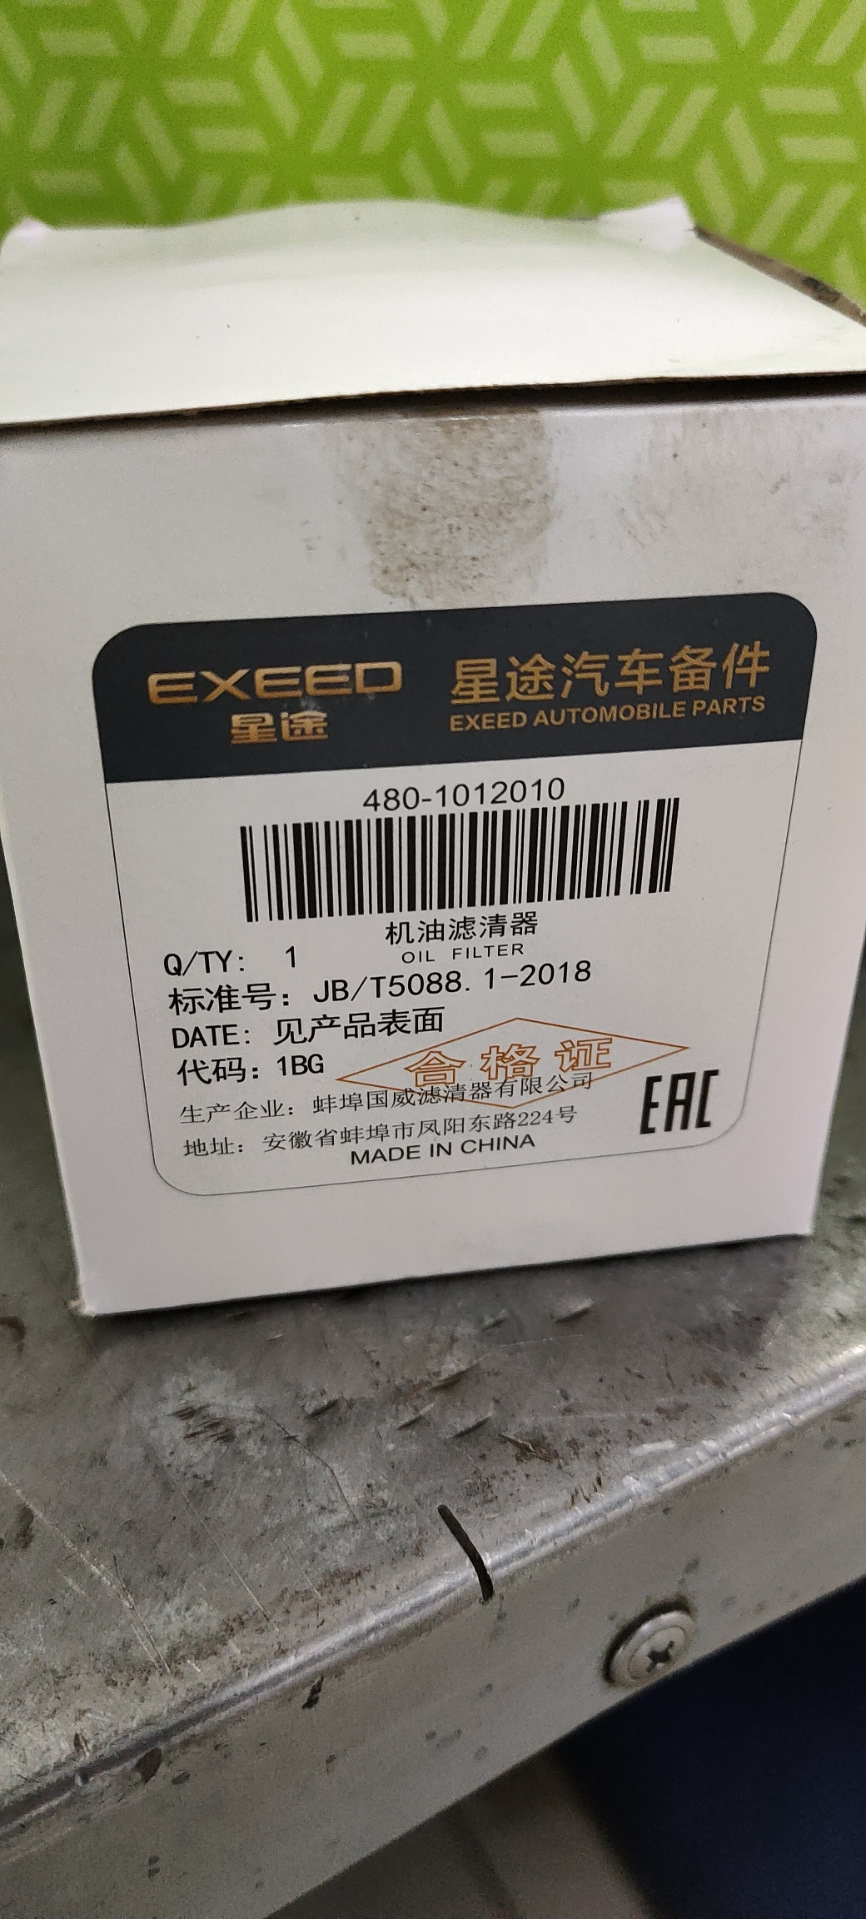 EXEED
星途
星途汽车备件
EXEED AUTOMOBILE PARTS
480-1012010
机油滤清器
OIL FILTER
Q/TY: 1
标准号: JB/T5088.1-2018
DATE: 见产品表面
代码: 1BG
合格证
生产企业: 蚌埠国威滤清器有限公司
地址: 安徽省蚌埠市凤阳东路224号
MADE IN CHINA
EAC